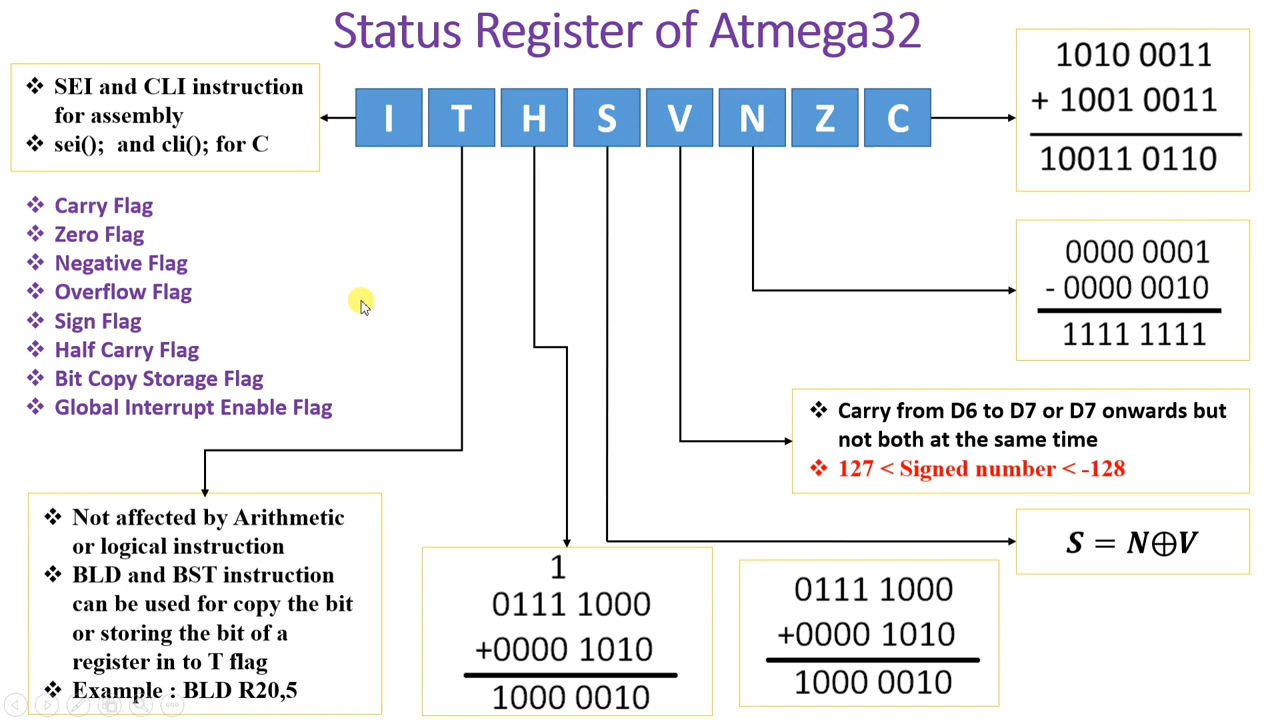 Status Register of Atmega32
❖ SEI and CLI instruction
for assembly
❖ sei(); and cli(); for C
I T H S V N Z C
1010 0011
+ 1001 0011
10011 0110
❖ Carry Flag
❖ Zero Flag
❖ Negative Flag
❖ Overflow Flag
❖ Sign Flag
❖ Half Carry Flag
❖ Bit Copy Storage Flag
❖ Global Interrupt Enable Flag
0000 0001
- 0000 0010
1111 1111
❖ Carry from D6 to D7 or D7 onwards but
not both at the same time
❖ 127 < Signed number < -128
S = N⊕V
❖ Not affected by Arithmetic
or logical instruction
❖ BLD and BST instruction
can be used for copy the bit
or storing the bit of a
register in to T flag
❖ Example : BLD R20,5
1
0111 1000
+0000 1010
1000 0010
0111 1000
+0000 1010
1000 0010